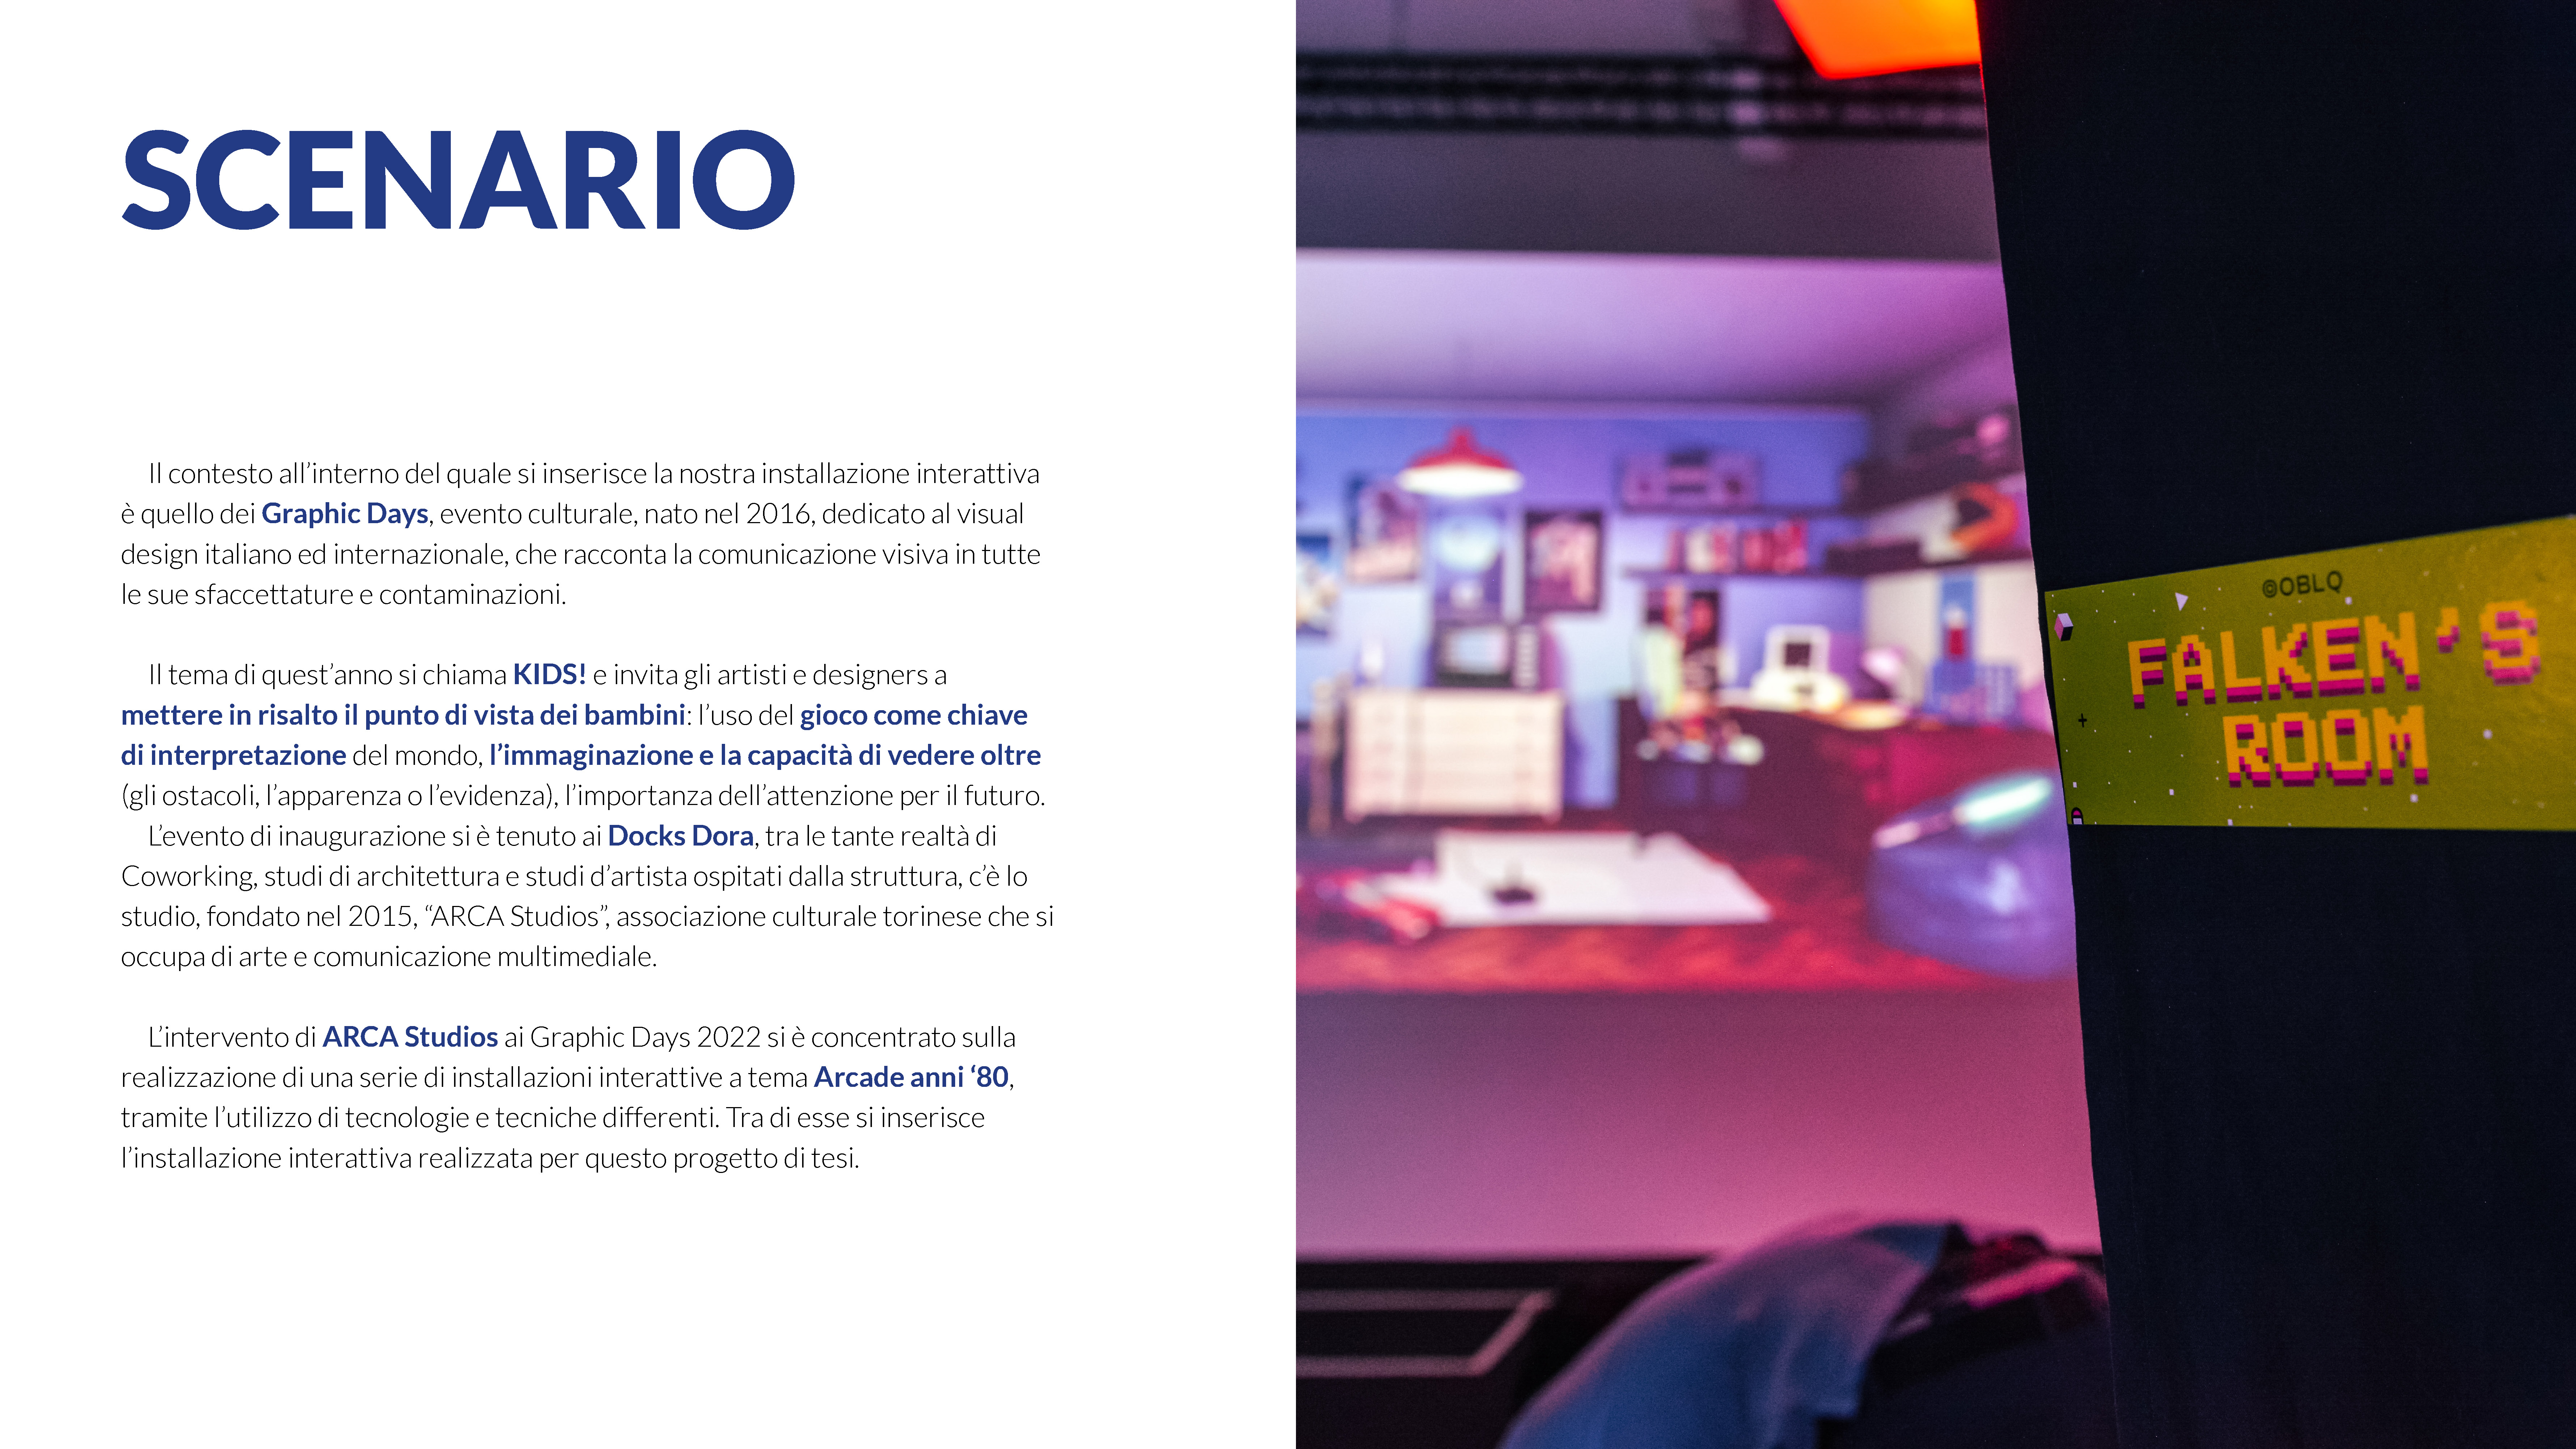 SCENARIO
Il contesto all’interno del quale si inserisce la nostra installazione interattiva
è quello dei Graphic Days, evento culturale, nato nel 2016, dedicato al visual
design italiano ed internazionale, che racconta la comunicazione visiva in tutte
le sue sfaccettature e contaminazioni.
Il tema di quest’anno si chiama KIDS! e invita gli artisti e designers a
mettere in risalto il punto di vista dei bambini: l’uso del gioco come chiave
di interpretazione del mondo, l’immaginazione e la capacità di vedere oltre
(gli ostacoli, l’apparenza o l’evidenza), l’importanza dell’attenzione per il futuro.
L’evento di inaugurazione si è tenuto ai Docks Dora, tra le tante realtà di
Coworking, studi di architettura e studi d’artista ospitati dalla struttura, c’è lo
studio, fondato nel 2015, “ARCA Studios”, associazione culturale torinese che si
occupa di arte e comunicazione multimediale.
L’intervento di ARCA Studios ai Graphic Days 2022 si è concentrato sulla
realizzazione di una serie di installazioni interattive a tema Arcade anni ‘80,
tramite l’utilizzo di tecnologie e tecniche differenti. Tra di esse si inserisce
l’installazione interattiva realizzata per questo progetto di tesi.
©OBLQ
FALKEN'S
ROOM